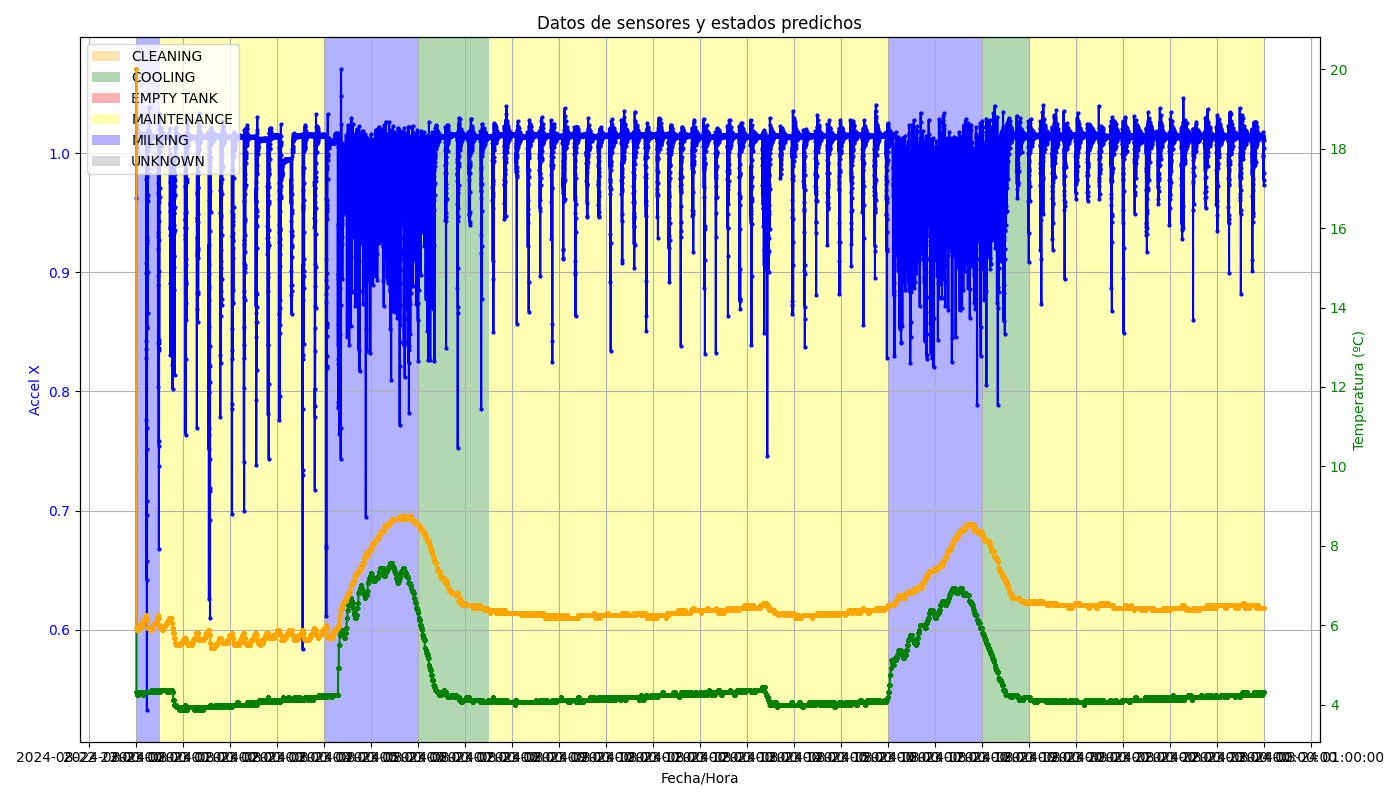 Datos de sensores y estados predichos
CLEANING
COOLING
EMPTY TANK
MAINTENANCE
MILKING
UNKNOWN
1.0
0.9
0.8
0.7
0.6
Accel X
20
18
16
14
12
10
8
6
4
Temperatura (ºC)
Fecha/Hora